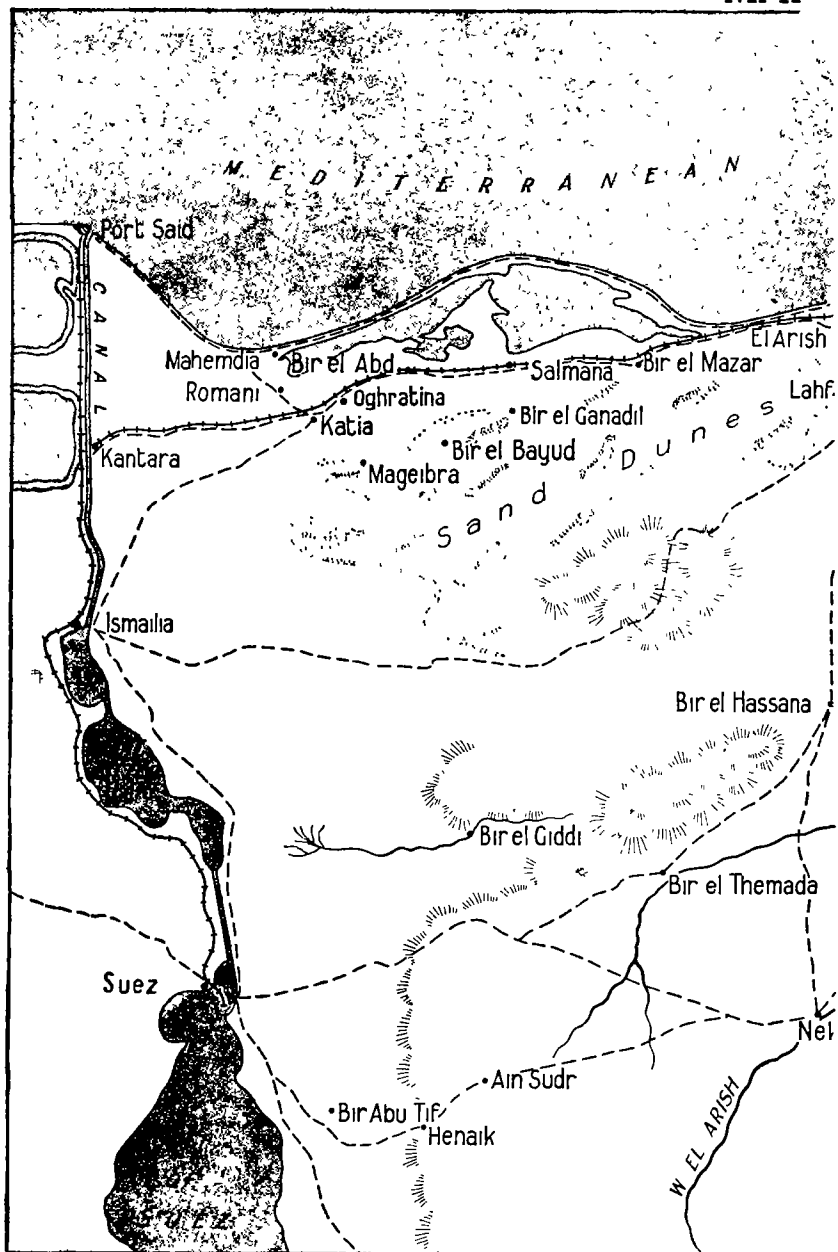 MEDITERRANEAN
Port Said
CANAL
El Arish
Mahemdia
Bir el Abd
Salmana
Bir el Mazar
Romani
Oghratina
Lahf
Bir el Ganadil
Katia
Sand Dunes
Bir el Bayud
Kantara
Mageibra
Ismailia
Bir el Hassana
Bir el Giddi
Bir el Themada
Suez
Nek
Ain Sudr
Bir Abu Tif
Henaik
W EL ARISH
SUEZ